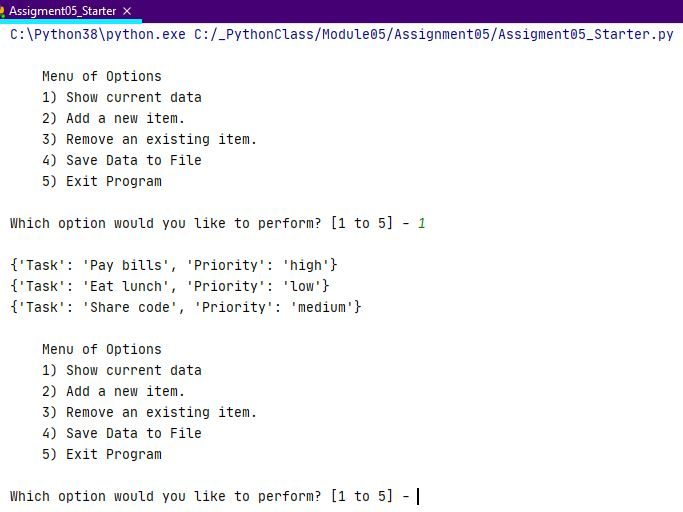 Assigment05_Starter ×
C:\Python38\python.exe C:/_PythonClass/Module05/Assignment05/Assigment05_Starter.py
Menu of Options
1) Show current data
2) Add a new item.
3) Remove an existing item.
4) Save Data to File
5) Exit Program
Which option would you like to perform? [1 to 5] - 1
{'Task': 'Pay bills', 'Priority': 'high'}
{'Task': 'Eat lunch', 'Priority': 'low'}
{'Task': 'Share code', 'Priority': 'medium'}
Menu of Options
1) Show current data
2) Add a new item.
3) Remove an existing item.
4) Save Data to File
5) Exit Program
Which option would you like to perform? [1 to 5] -